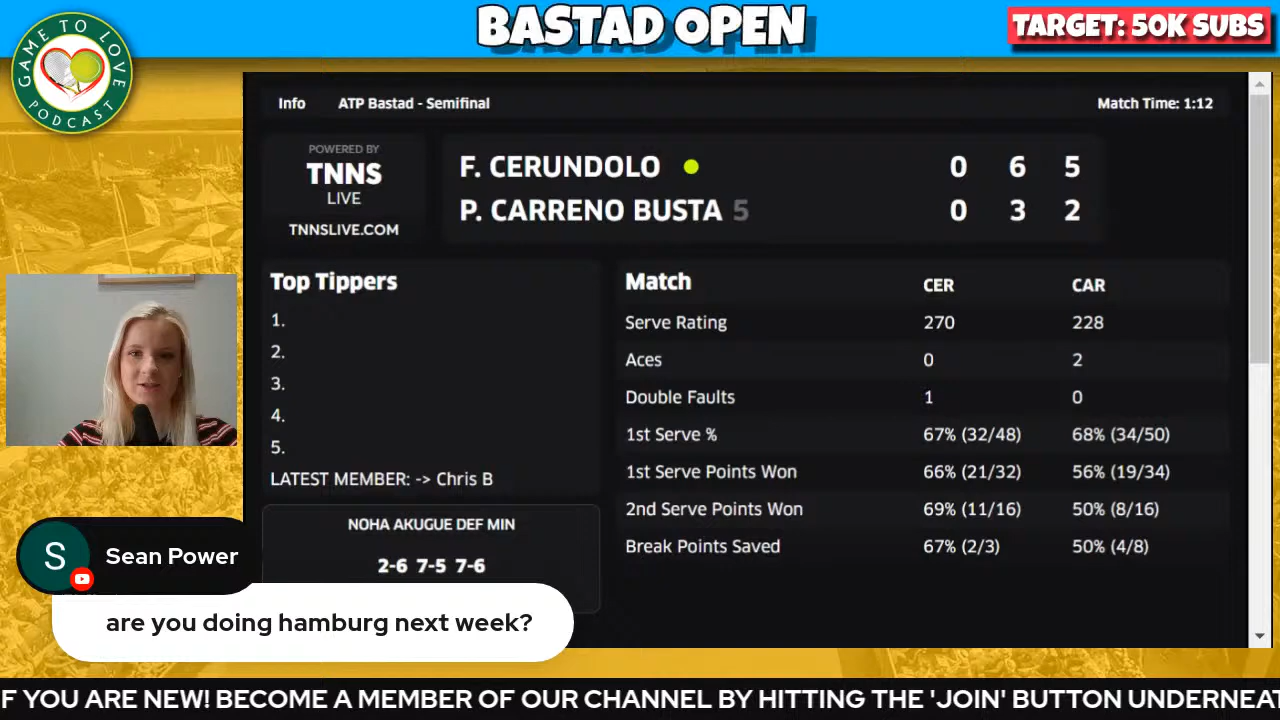 GAME TO LOVE
PODCAST
BASTAD OPEN
TARGET: 50K SUBS
Info ATP Bastad - Semifinal Match Time: 1:12
POWERED BY
TNNS
LIVE
TNNSLIVE.COM
F. CERUNDOLO 0 6 5
P. CARRENO BUSTA 5 0 3 2
Top Tippers
1.
2.
3.
4.
5.
LATEST MEMBER: -> Chris B
NOHA AKUGUE DEF MIN
2-6 7-5 7-6
Match CER CAR
Serve Rating 270 228
Aces 0 2
Double Faults 1 0
1st Serve % 67% (32/48) 68% (34/50)
1st Serve Points Won 66% (21/32) 56% (19/34)
2nd Serve Points Won 69% (11/16) 50% (8/16)
Break Points Saved 67% (2/3) 50% (4/8)
S Sean Power
are you doing hamburg next week?
F YOU ARE NEW! BECOME A MEMBER OF OUR CHANNEL BY HITTING THE 'JOIN' BUTTON UNDERNEAT